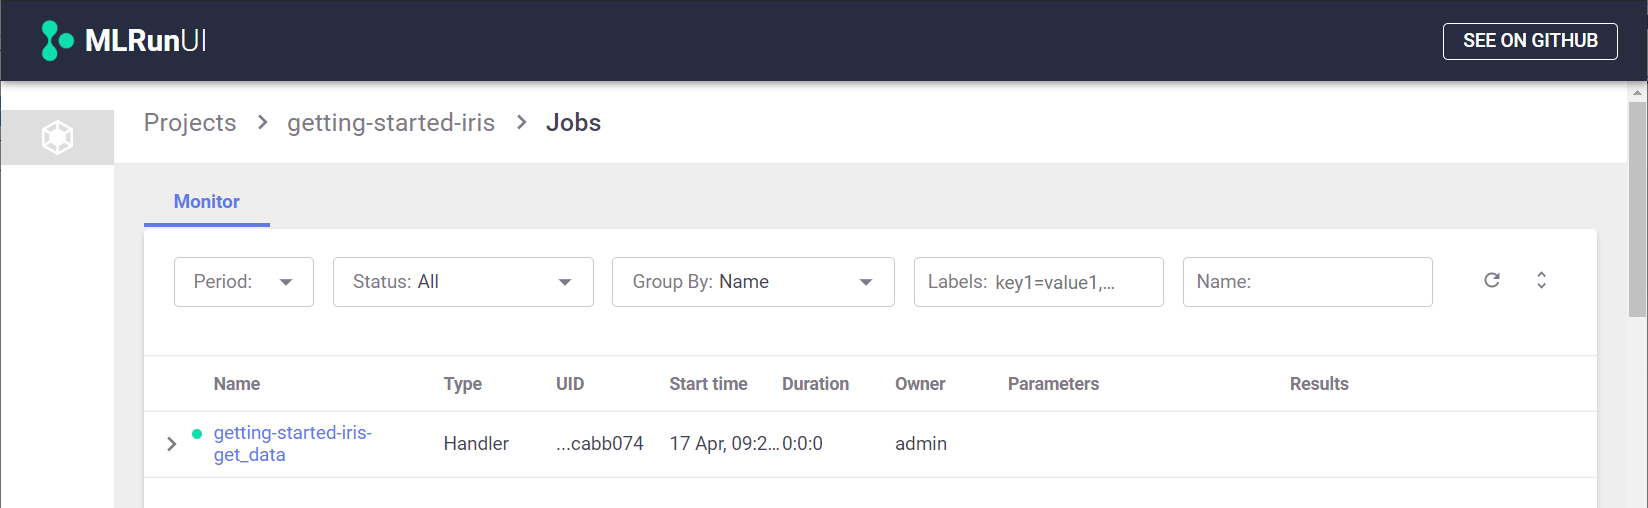 MLRunUI
SEE ON GITHUB
Projects > getting-started-iris > Jobs
Monitor
Period:
Status: All
Group By: Name
Labels: key1=value1,...
Name:
Name Type UID Start time Duration Owner Parameters Results
getting-started-iris-
get_data
Handler ...cabb074 17 Apr, 09:2... 0:0:0 admin